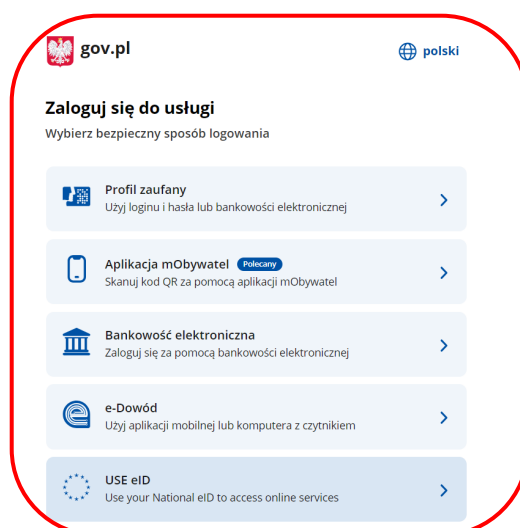 gov.pl
polski
Zaloguj się do usługi
Wybierz bezpieczny sposób logowania
Profil zaufany
Użyj loginu i hasła lub bankowości elektronicznej
Aplikacja mObywatel Polecany
Skanuj kod QR za pomocą aplikacji mObywatel
Bankowość elektroniczna
Zaloguj się za pomocą bankowości elektronicznej
e-Dowód
Użyj aplikacji mobilnej lub komputera z czytnikiem
USE eID
Use your National eID to access online services